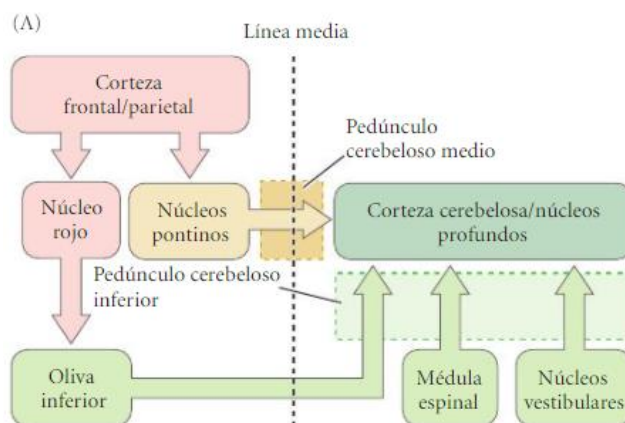 (A)
Línea media
Corteza
frontal/parietal
Pedúnculo
cerebeloso medio
Núcleo
rojo
Núcleos
pontinos
Corteza cerebelosa/núcleos
profundos
Pedúnculo cerebeloso
inferior
Oliva
inferior
Médula
espinal
Núcleos
vestibulares